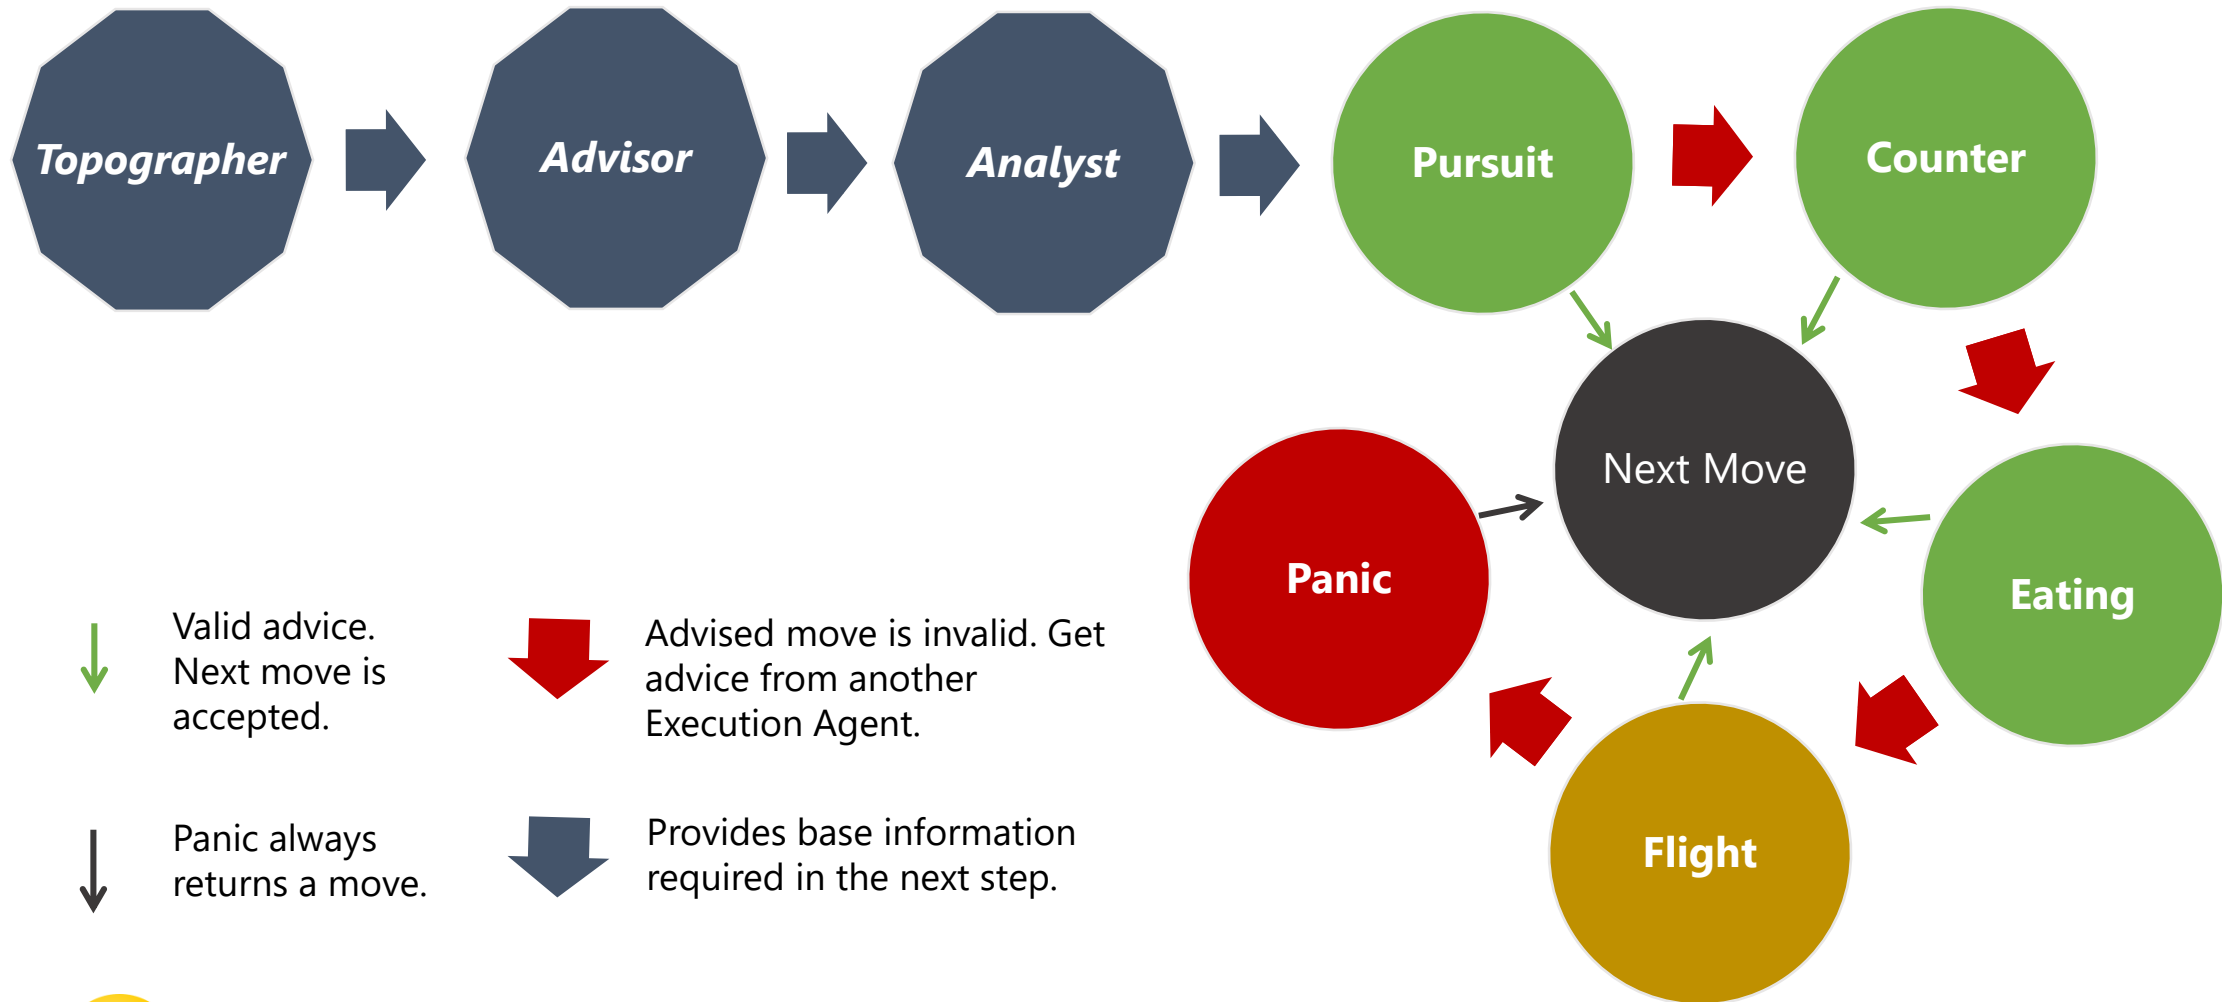 Topographer
Advisor
Analyst
Pursuit
Counter
Next Move
Panic
Eating
Flight
Valid advice.
Next move is
accepted.
Advised move is invalid. Get
advice from another
Execution Agent.
Panic always
returns a move.
Provides base information
required in the next step.